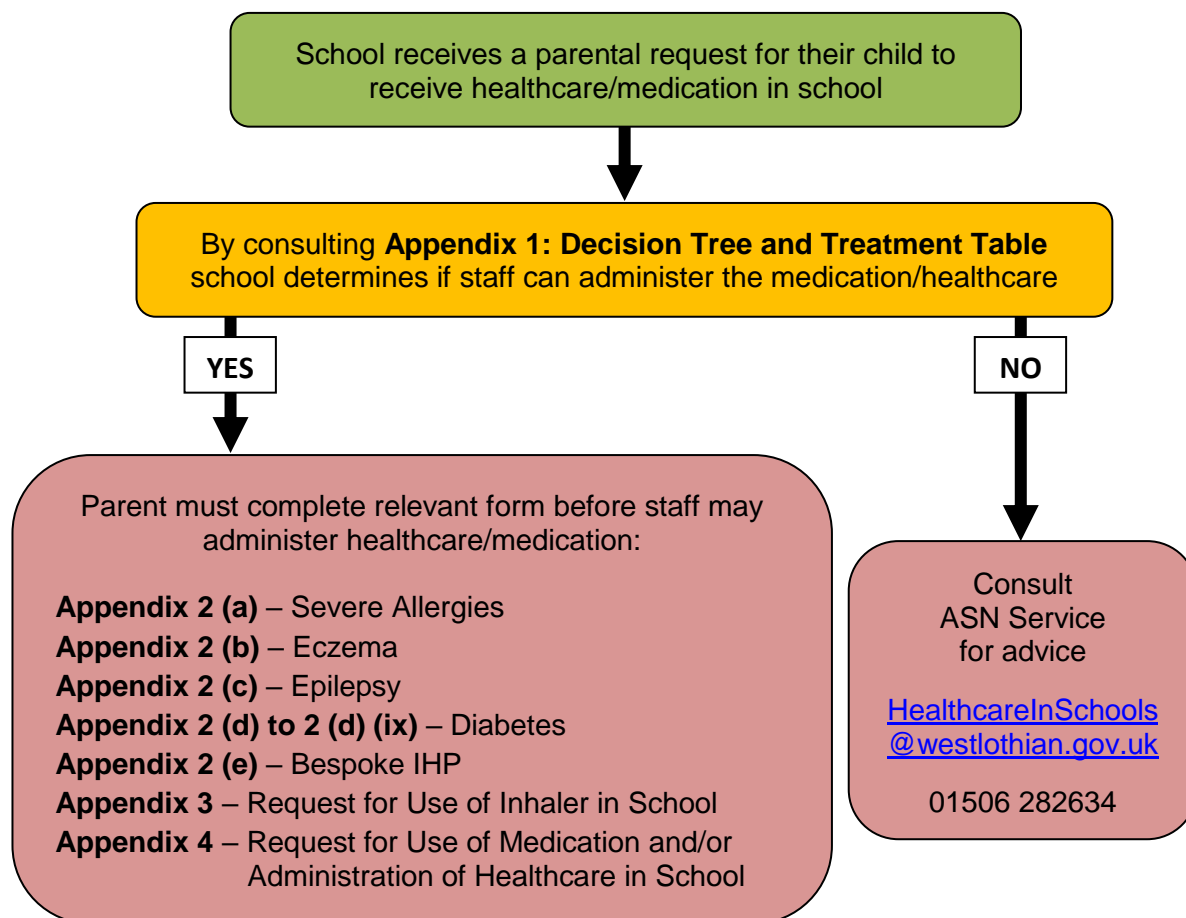 School receives a parental request for their child to
receive healthcare/medication in school
By consulting Appendix 1: Decision Tree and Treatment Table
school determines if staff can administer the medication/healthcare
YES
NO
Parent must complete relevant form before staff may
administer healthcare/medication:
Appendix 2 (a) – Severe Allergies
Appendix 2 (b) – Eczema
Appendix 2 (c) – Epilepsy
Appendix 2 (d) to 2 (d) (ix) – Diabetes
Appendix 2 (e) – Bespoke IHP
Appendix 3 – Request for Use of Inhaler in School
Appendix 4 – Request for Use of Medication and/or
Administration of Healthcare in School
Consult
ASN Service
for advice
HealthcareInSchools
@westlothian.gov.uk
01506 282634